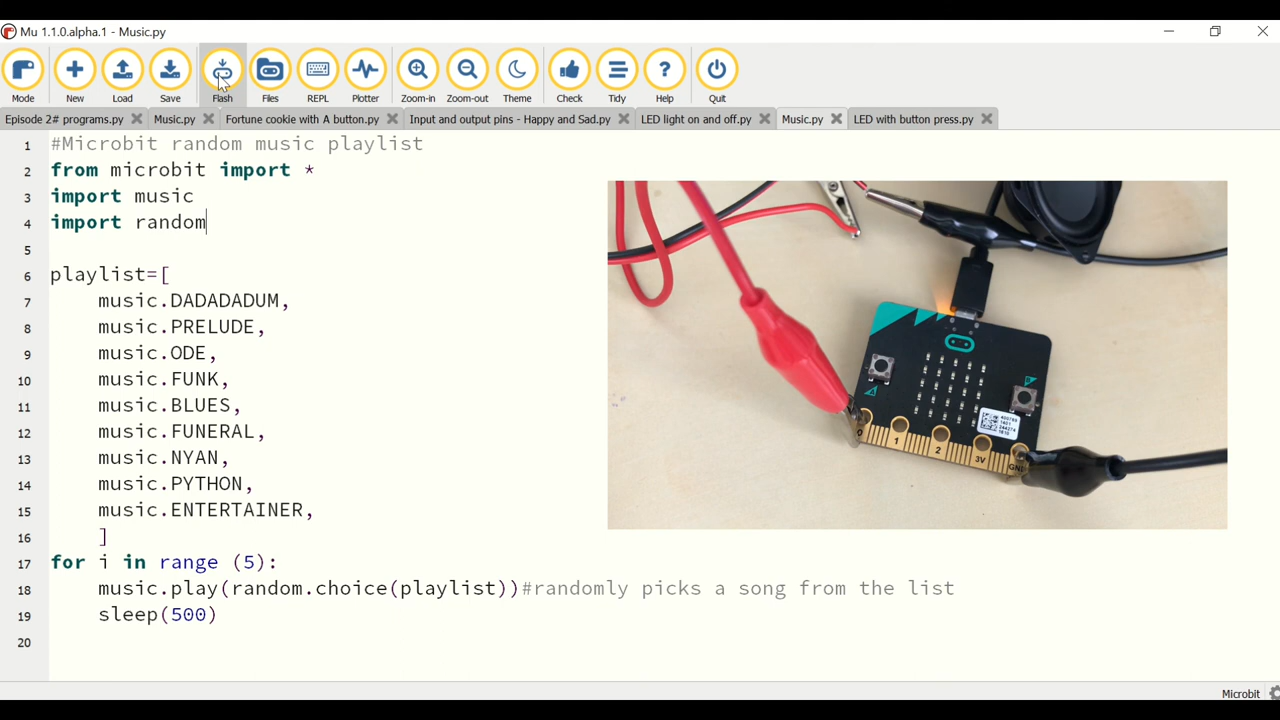 Mu 1.1.0.alpha.1 - Music.py
Mode New Load Save Flash Files REPL Plotter Zoom-in Zoom-out Theme Check Tidy Help Quit
Episode 2# programs.py Music.py Fortune cookie with A button.py Input and output pins - Happy and Sad.py LED light on and off.py Music.py LED with button press.py
1 #Microbit random music playlist
2 from microbit import *
3 import music
4 import random
5
6 playlist=[
7 music.DADADADUM,
8 music.PRELUDE,
9 music.ODE,
10 music.FUNK,
11 music.BLUES,
12 music.FUNERAL,
13 music.NYAN,
14 music.PYTHON,
15 music.ENTERTAINER,
16 ]
17 for i in range (5):
18 music.play(random.choice(playlist))#randomly picks a song from the list
19 sleep(500)
20
0 1 2 3V GND
Microbit